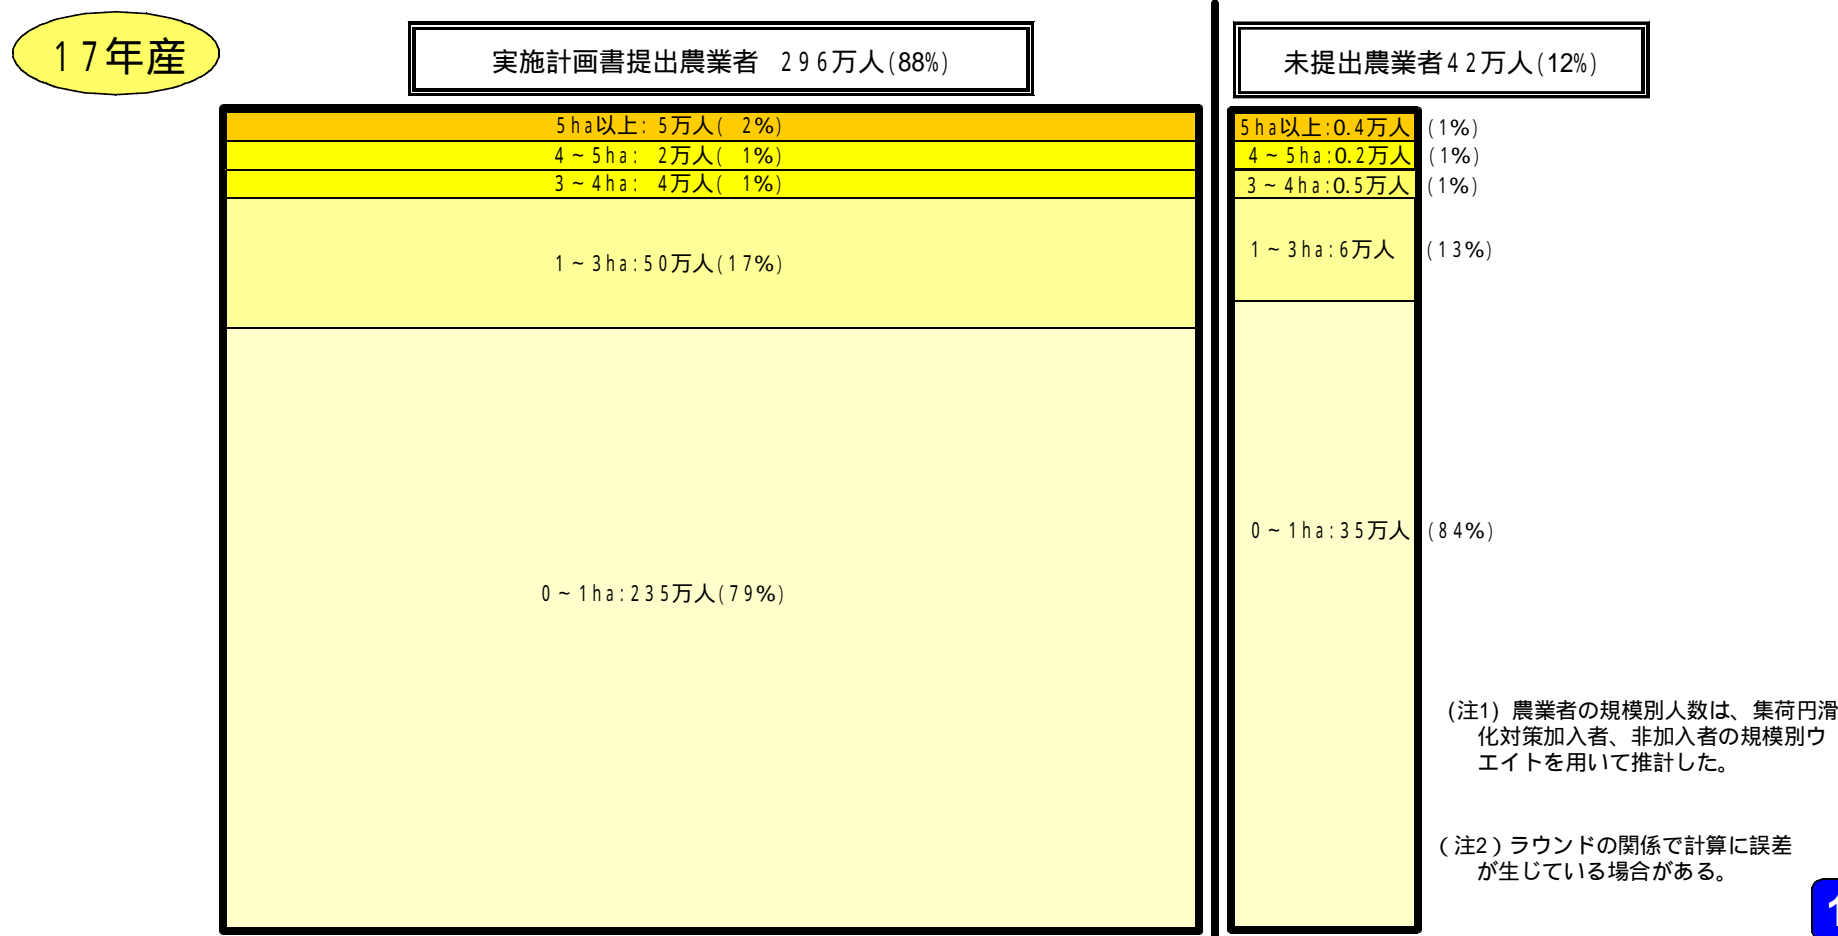 17年産
実施計画書提出農業者　296万人(88%)
5ha以上:　5万人(　2%)
4～5ha:　2万人(　1%)
3～4ha:　4万人(　1%)
1～3ha:50万人(17%)
0～1ha:235万人(79%)
未提出農業者42万人(12%)
5ha以上:0.4万人 (1%)
4～5ha:0.2万人 (1%)
3～4ha:0.5万人 (1%)
1～3ha:6万人 (13%)
0～1ha:35万人 (84%)
(注1) 農業者の規模別人数は、集荷円滑
化対策加入者、非加入者の規模別ウ
エイトを用いて推計した。
（注2）ラウンドの関係で計算に誤差
が生じている場合がある。